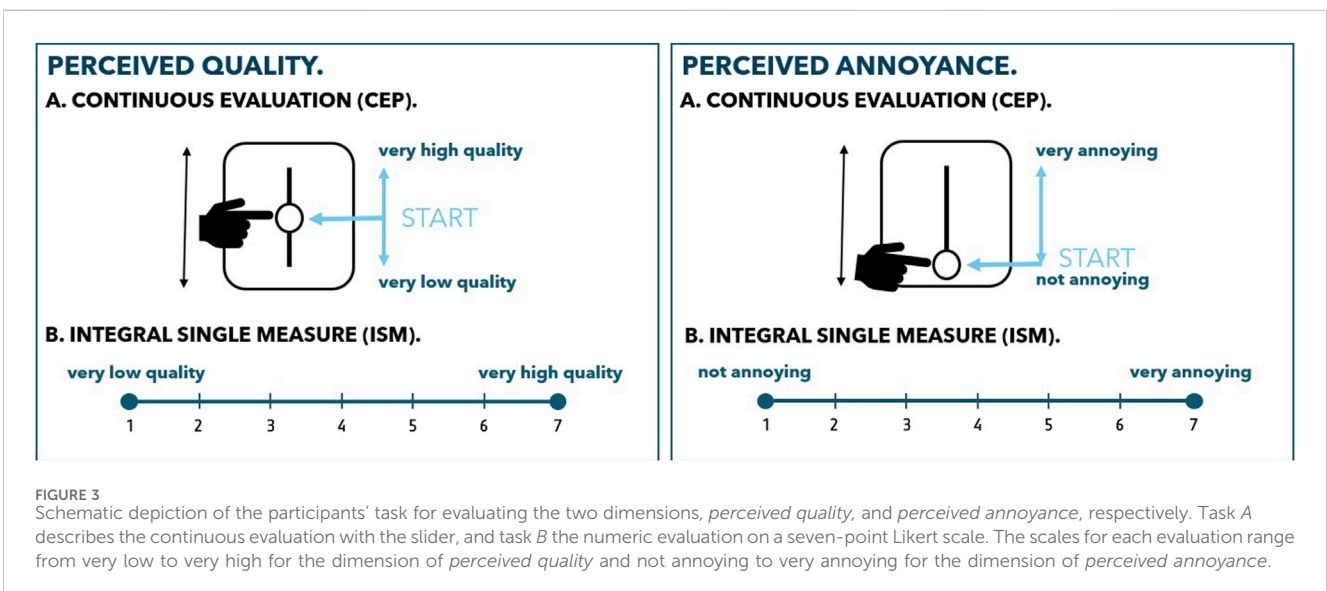 PERCEIVED QUALITY.
A. CONTINUOUS EVALUATION (CEP).
very high quality
START
very low quality
B. INTEGRAL SINGLE MEASURE (ISM).
very low quality very high quality
1 2 3 4 5 6 7
PERCEIVED ANNOYANCE.
A. CONTINUOUS EVALUATION (CEP).
very annoying
START
not annoying
B. INTEGRAL SINGLE MEASURE (ISM).
not annoying very annoying
1 2 3 4 5 6 7
FIGURE 3
Schematic depiction of the participants’ task for evaluating the two dimensions, perceived quality, and perceived annoyance, respectively. Task A
describes the continuous evaluation with the slider, and task B the numeric evaluation on a seven-point Likert scale. The scales for each evaluation range
from very low to very high for the dimension of perceived quality and not annoying to very annoying for the dimension of perceived annoyance.